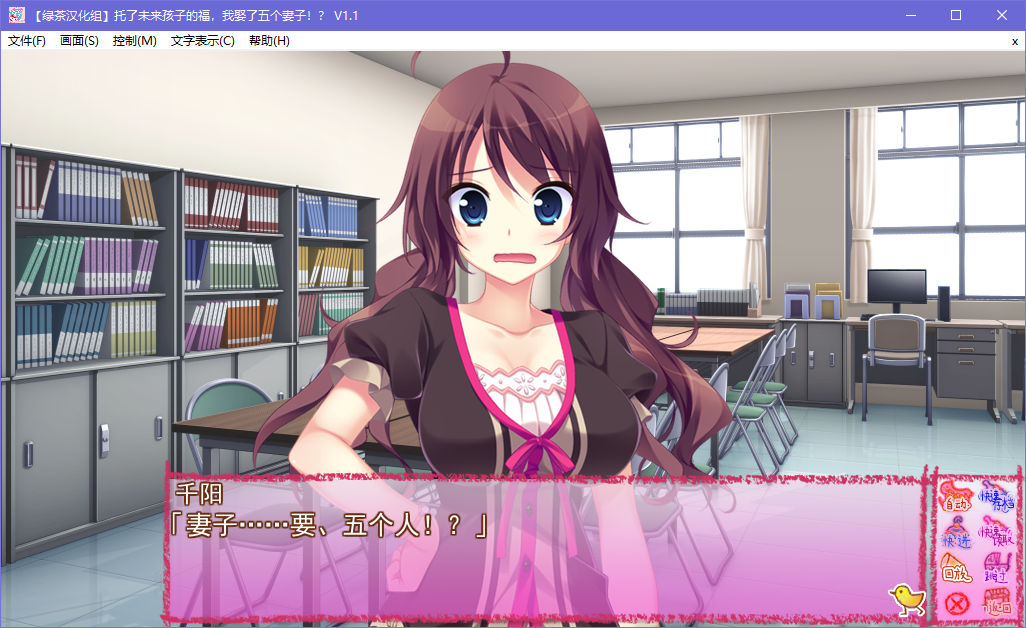 【绿茶汉化组】托了未来孩子的福，我娶了五个妻子！？ V1.1
文件(F) 画面(S) 控制(M) 文字表示(C) 帮助(H) x
千阳
「妻子……要、五个人！？」
自动 快速存档
快进 快速读取
回放 跳过
返回